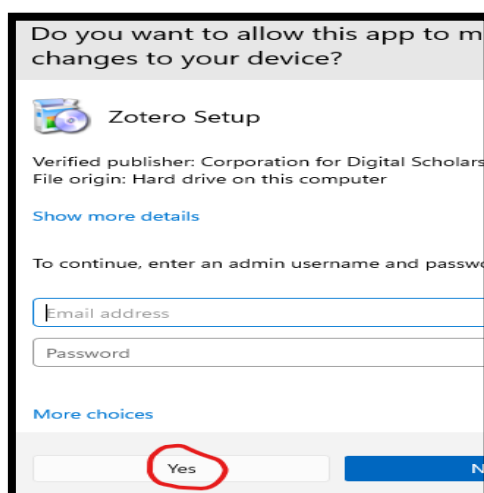 Do you want to allow this app to m
changes to your device?
Zotero Setup
Verified publisher: Corporation for Digital Scholars
File origin: Hard drive on this computer
Show more details
To continue, enter an admin username and passwo
Email address
Password
More choices
Yes
N